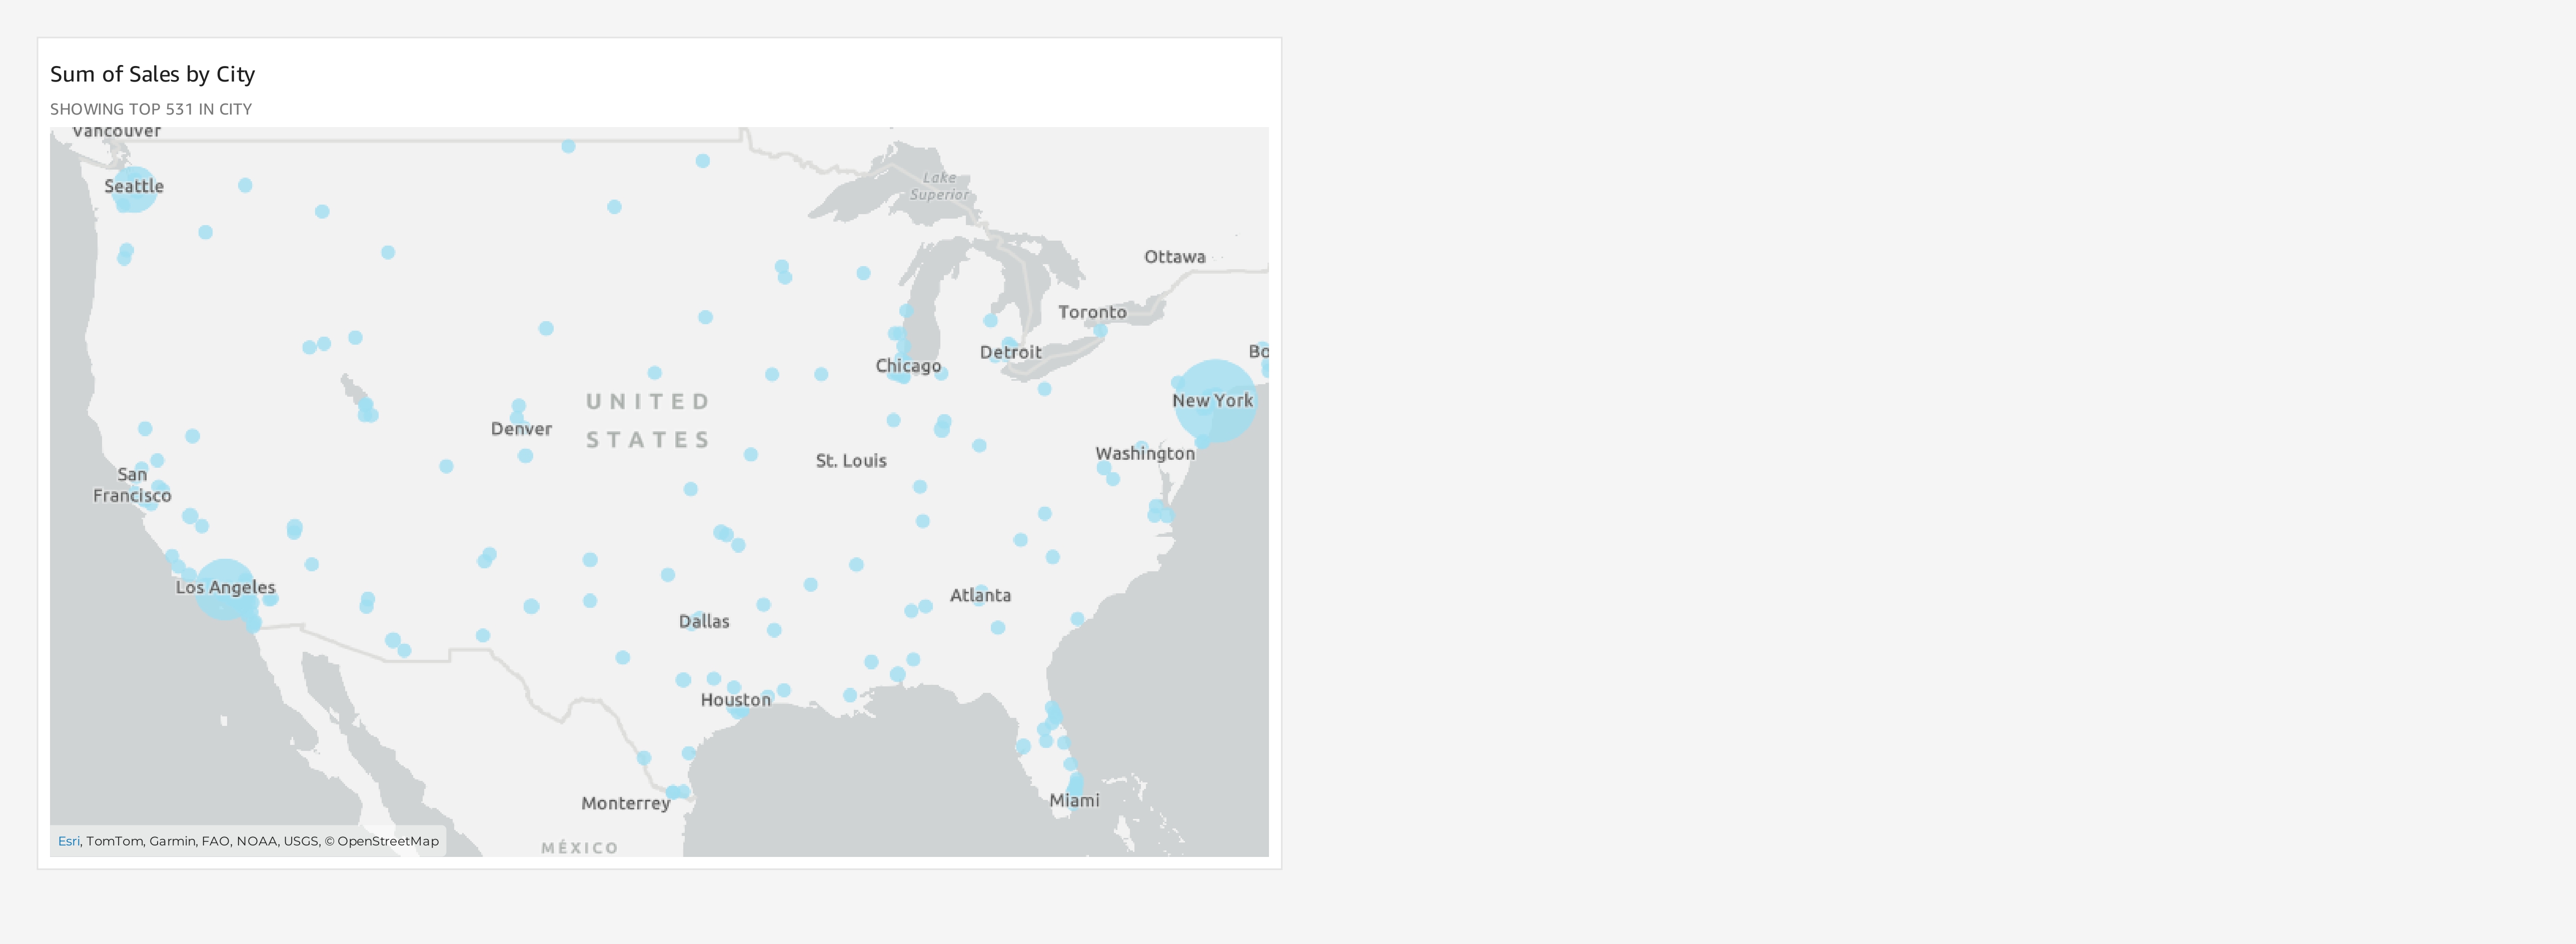 Sum of Sales by City
SHOWING TOP 531 IN CITY
Vancouver
Seattle
Lake
Superior
Ottawa
Toronto
Detroit
Chicago
Bo
New York
UNITED
STATES
Denver
St. Louis
Washington
San
Francisco
Los Angeles
Atlanta
Dallas
Houston
Miami
Monterrey
MÉXICO
Esri, TomTom, Garmin, FAO, NOAA, USGS, © OpenStreetMap